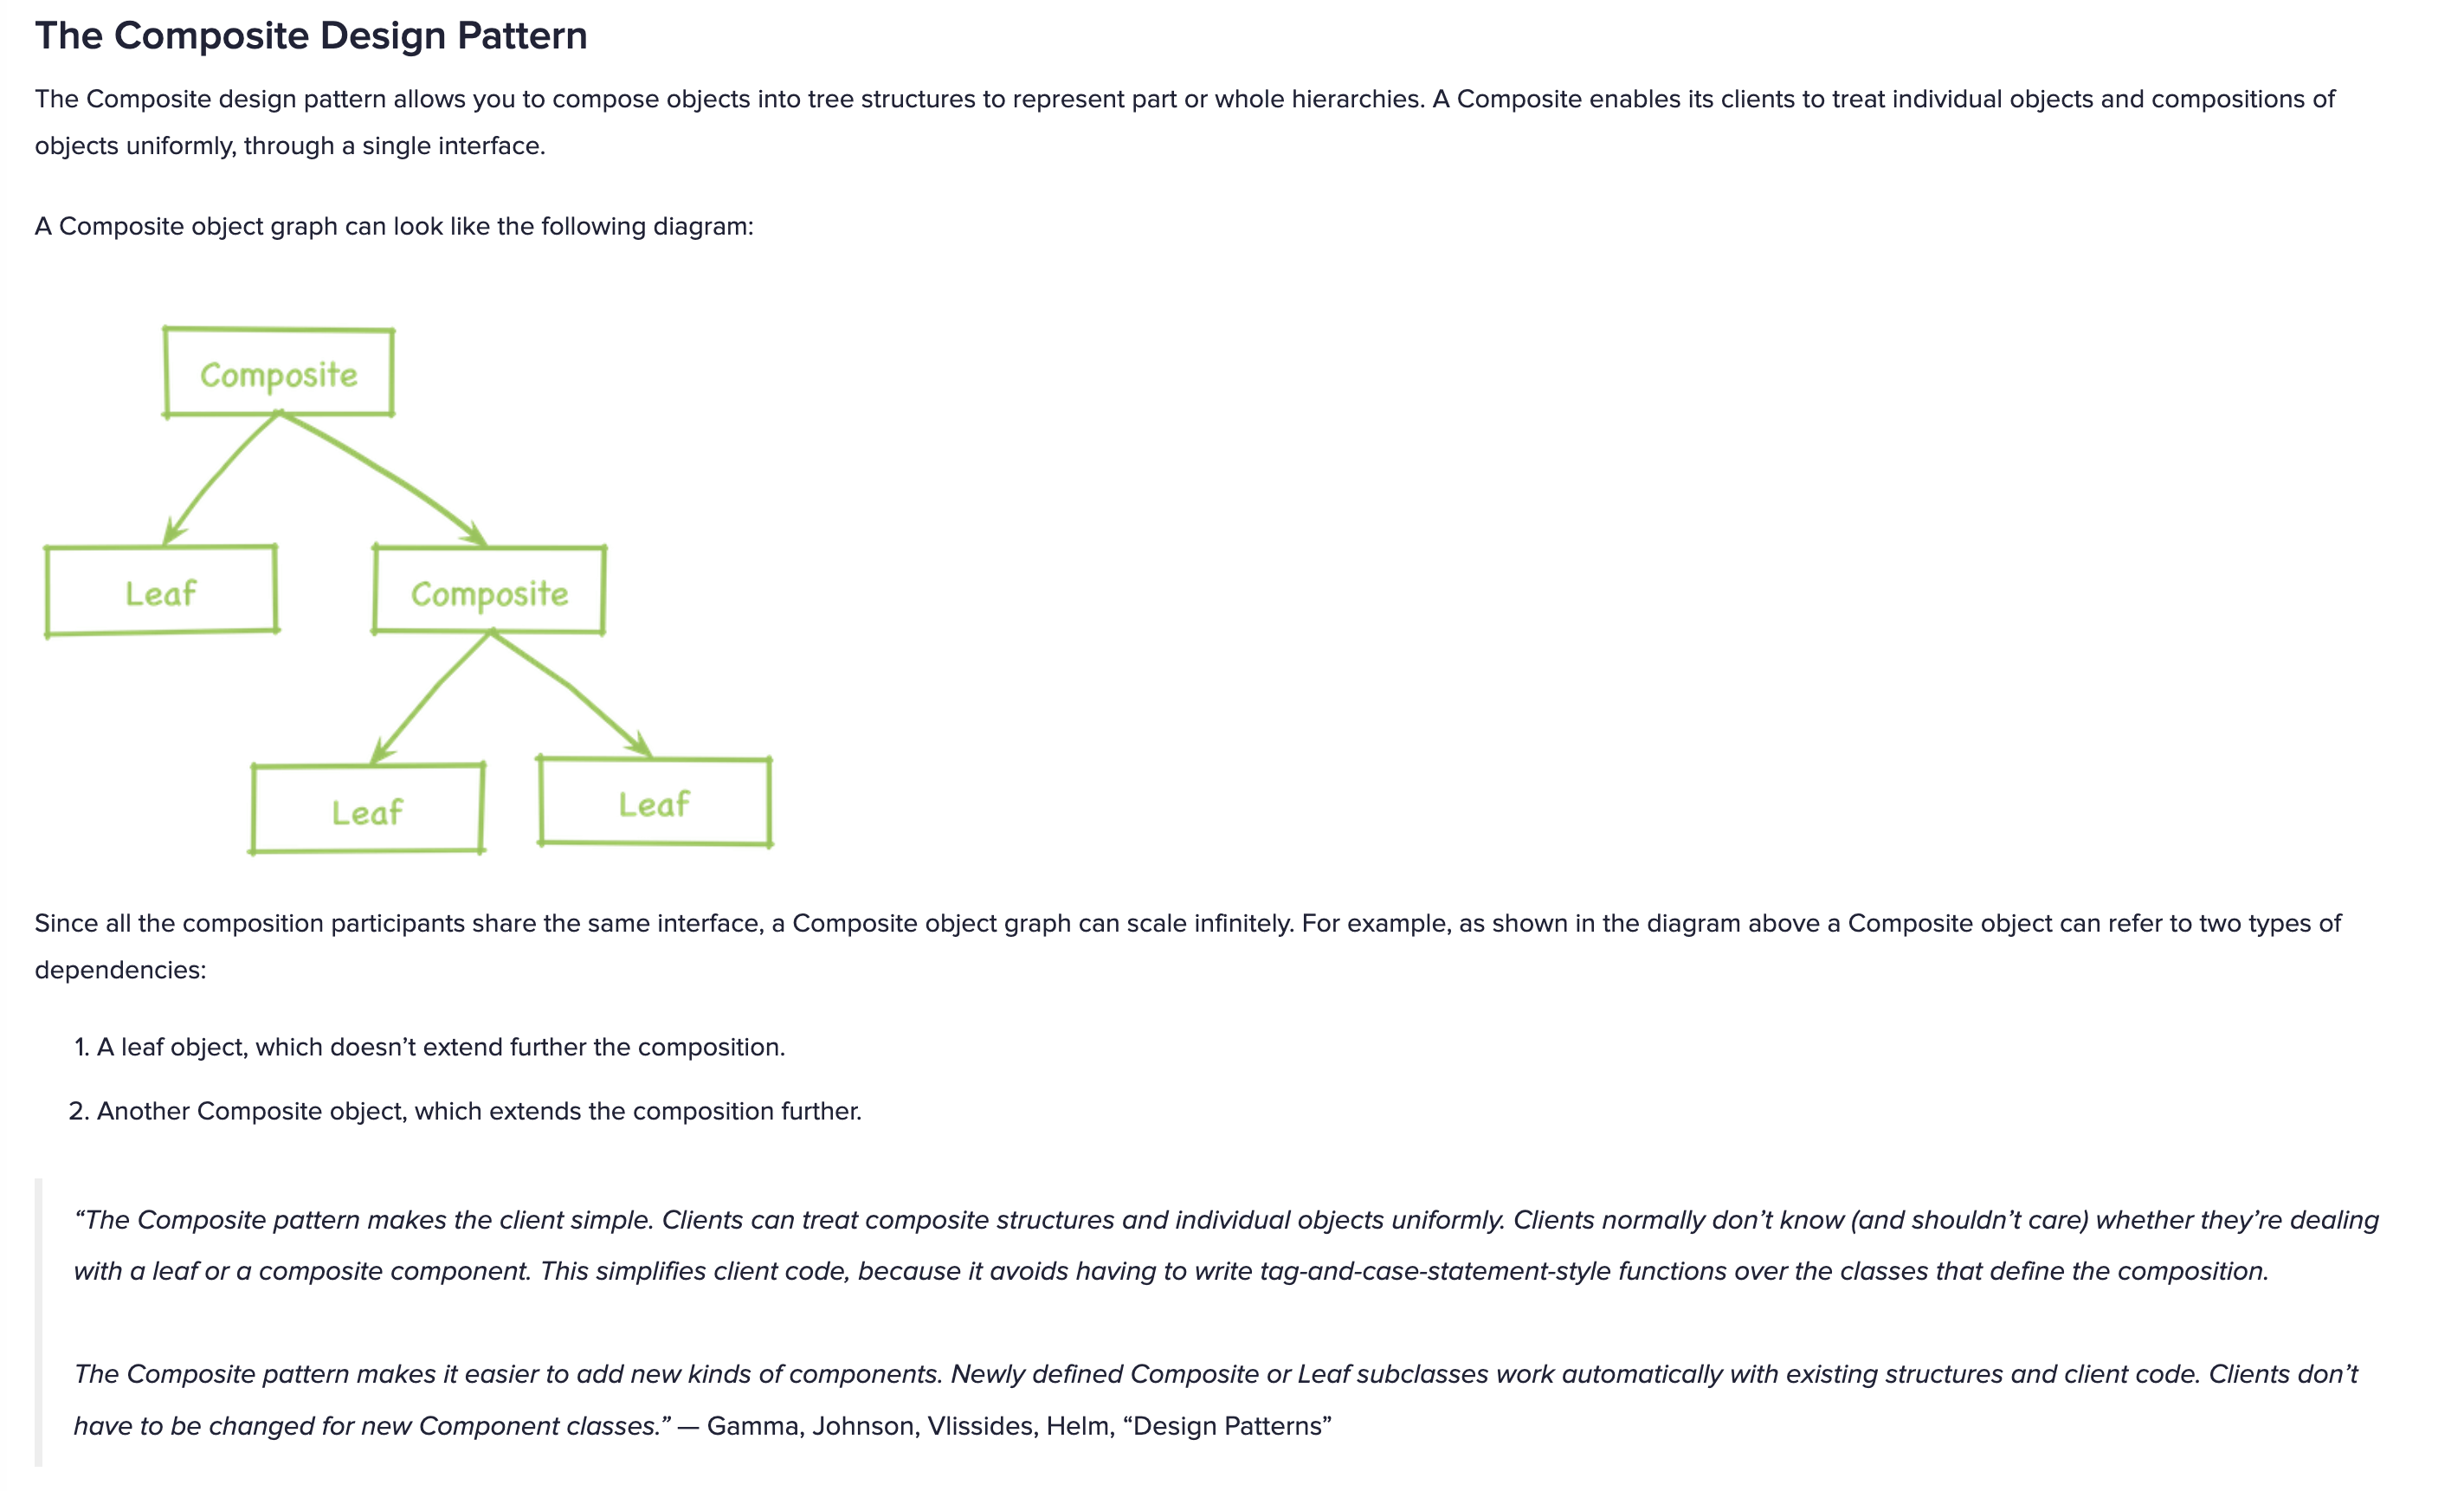 The Composite Design Pattern
The Composite design pattern allows you to compose objects into tree structures to represent part or whole hierarchies. A Composite enables its clients to treat individual objects and compositions of
objects uniformly, through a single interface.
A Composite object graph can look like the following diagram:
Composite
Leaf
Composite
Leaf
Leaf
Since all the composition participants share the same interface, a Composite object graph can scale infinitely. For example, as shown in the diagram above a Composite object can refer to two types of
dependencies:
1. A leaf object, which doesn’t extend further the composition.
2. Another Composite object, which extends the composition further.
“The Composite pattern makes the client simple. Clients can treat composite structures and individual objects uniformly. Clients normally don’t know (and shouldn’t care) whether they’re dealing
with a leaf or a composite component. This simplifies client code, because it avoids having to write tag-and-case-statement-style functions over the classes that define the composition.
The Composite pattern makes it easier to add new kinds of components. Newly defined Composite or Leaf subclasses work automatically with existing structures and client code. Clients don’t
have to be changed for new Component classes.” — Gamma, Johnson, Vlissides, Helm, “Design Patterns”